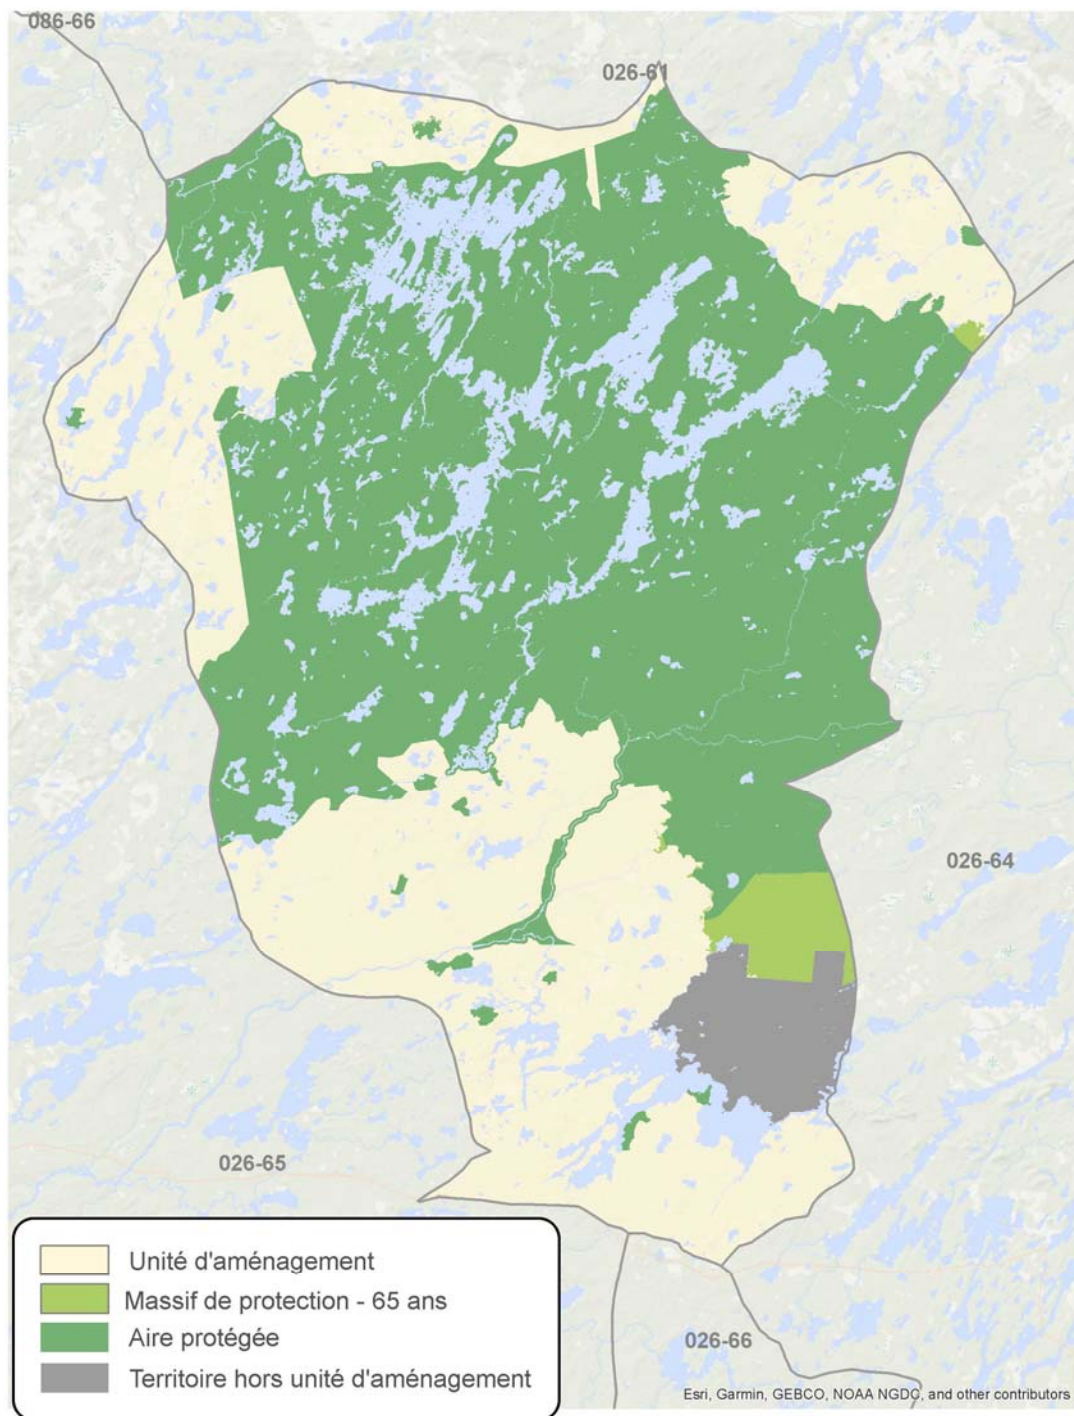 086-66
026-61
026-64
026-65
026-66
Unité d'aménagement
Massif de protection - 65 ans
Aire protégée
Territoire hors unité d'aménagement
Esri, Garmin, GEBCO, NOAA NGDC, and other contributors